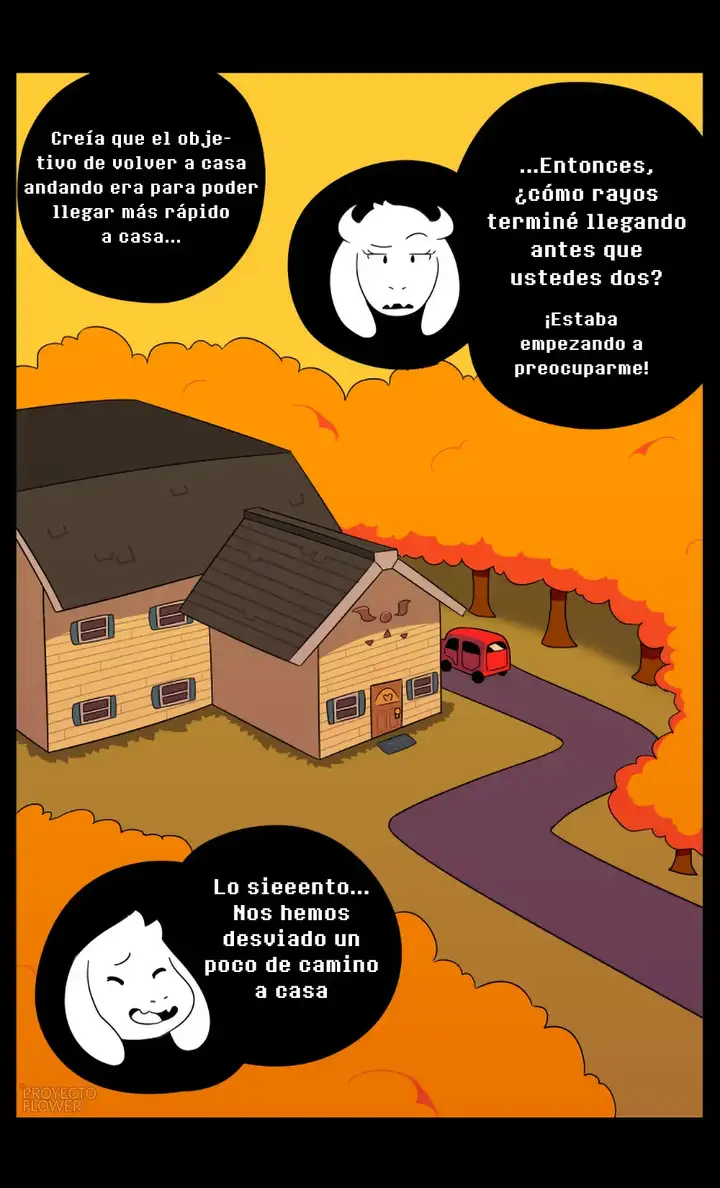 Creía que el obje-
tivo de volver a casa
andando era para poder
llegar más rápido
a casa...
...Entonces,
¿cómo rayos
terminé llegando
antes que
ustedes dos?
¡Estaba
empezando a
preocuparme!
Lo sieeento...
Nos hemos
desviado un
poco de camino
a casa
PROYECTO
FLOWER